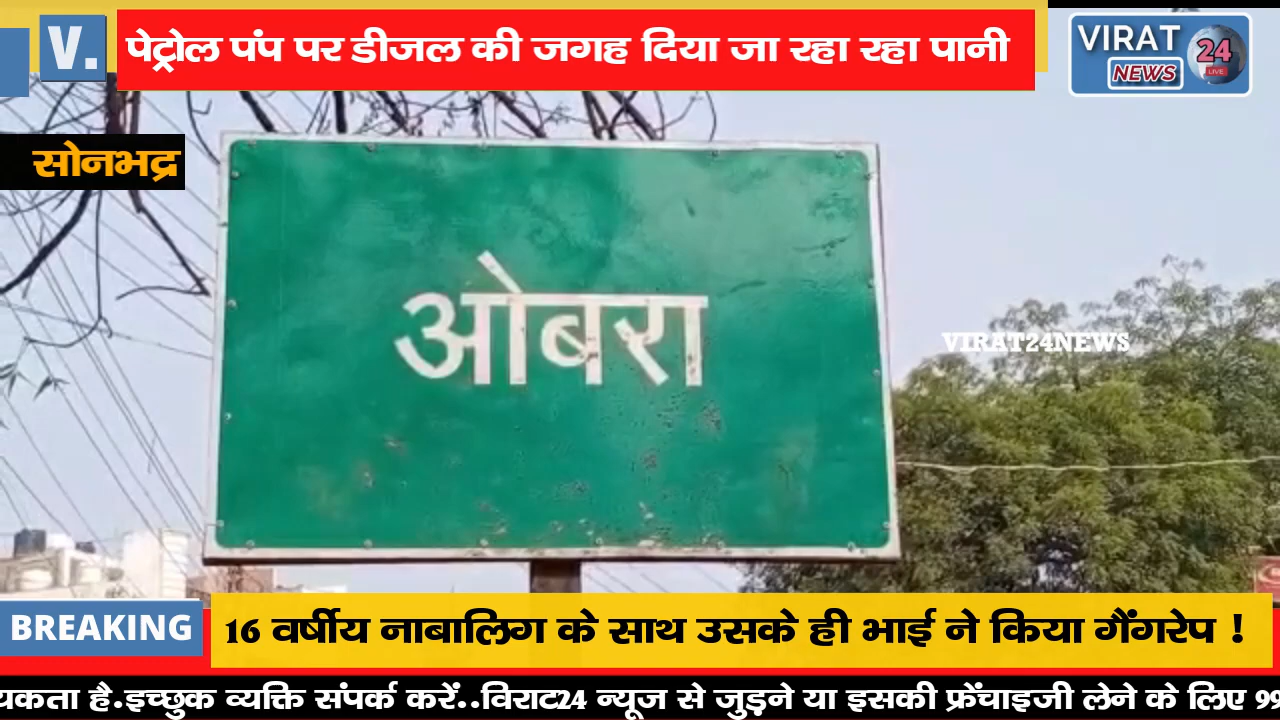 V.
पेट्रोल पंप पर डीजल की जगह दिया जा रहा रहा पानी
VIRAT
24
LIVE
NEWS
सोनभद्र
ओबरा
VIRAT24NEWS
BREAKING
16 वर्षीय नाबालिग के साथ उसके ही भाई ने किया गैंगरेप !
है.इच्छुक व्यक्ति संपर्क करें..विराट24 न्यूज से जुड़ने या इसकी फ्रेंचाइजी लेने के लिए